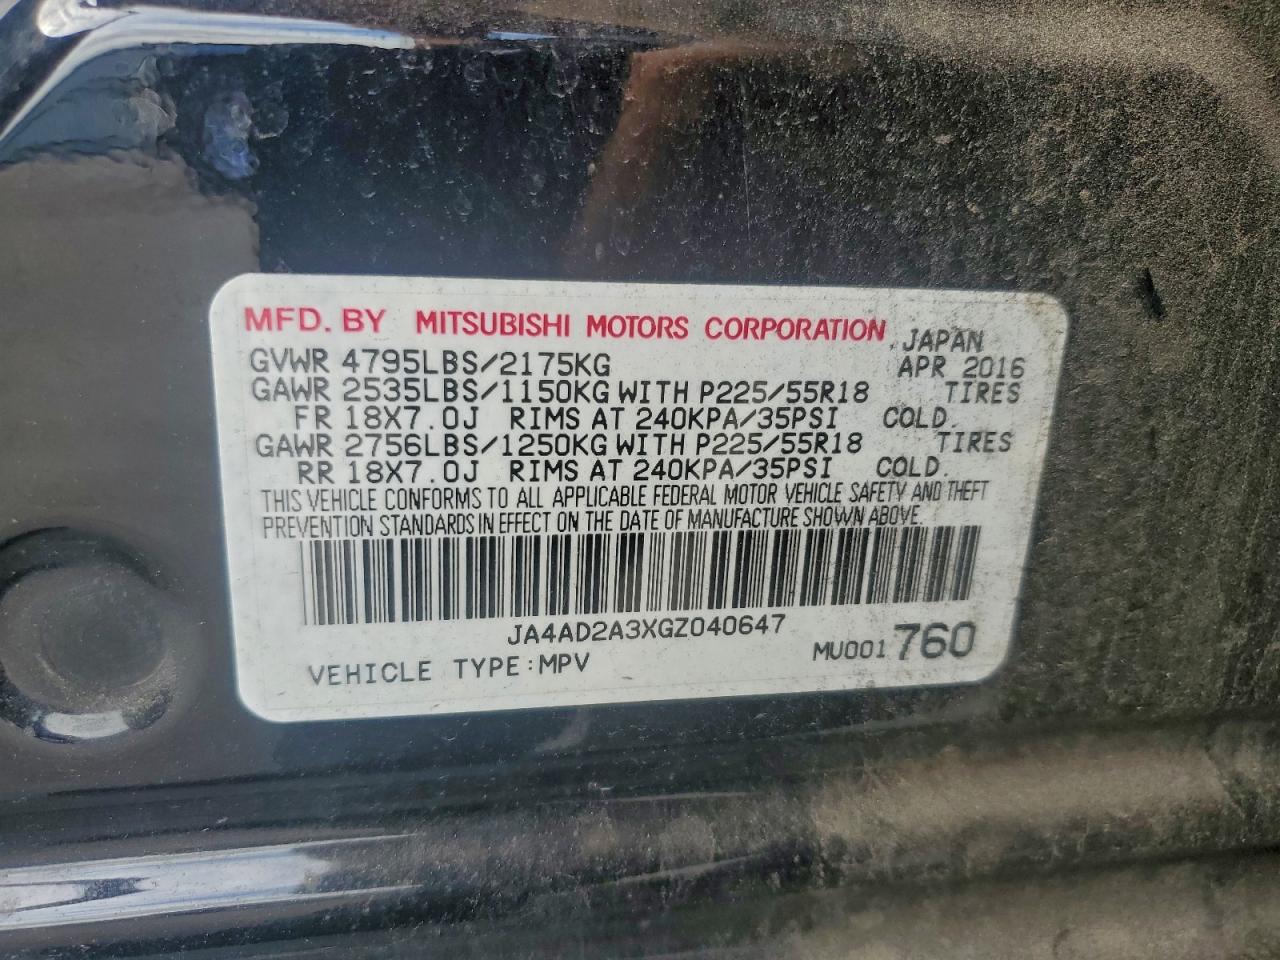 MFD. BY MITSUBISHI MOTORS CORPORATION JAPAN
GVWR 4795LBS/2175KG APR 2016
GAWR 2535LBS/1150KG WITH P225/55R18 TIRES
FR 18X7.0J RIMS AT 240KPA/35PSI COLD.
GAWR 2756LBS/1250KG WITH P225/55R18 TIRES
RR 18X7.0J RIMS AT 240KPA/35PSI COLD.
THIS VEHICLE CONFORMS TO ALL APPLICABLE FEDERAL MOTOR VEHICLE SAFETY AND THEFT
PREVENTION STANDARDS IN EFFECT ON THE DATE OF MANUFACTURE SHOWN ABOVE.
JA4AD2A3XGZ040647
VEHICLE TYPE:MPV MU001760